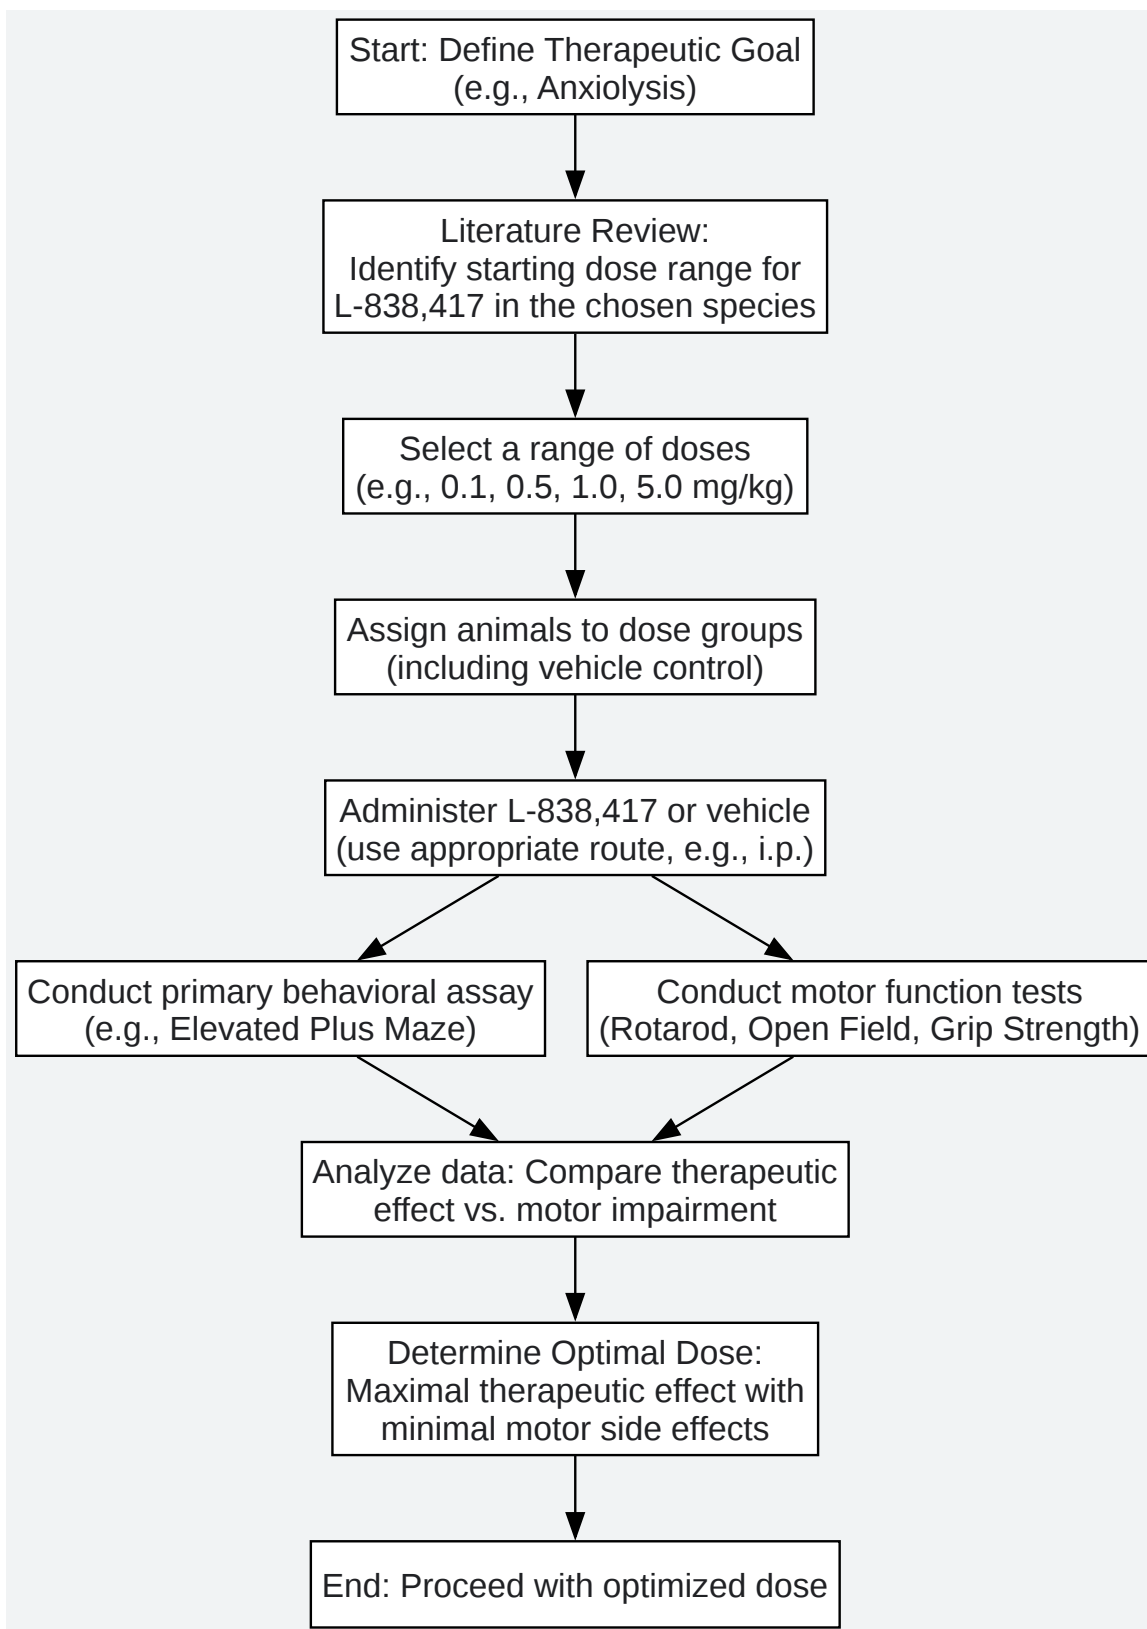 Start: Define Therapeutic Goal
(e.g., Anxiolysis)
Literature Review:
Identify starting dose range for
L-838,417 in the chosen species
Select a range of doses
(e.g., 0.1, 0.5, 1.0, 5.0 mg/kg)
Assign animals to dose groups
(including vehicle control)
Administer L-838,417 or vehicle
(use appropriate route, e.g., i.p.)
Conduct primary behavioral assay
(e.g., Elevated Plus Maze)
Conduct motor function tests
(Rotarod, Open Field, Grip Strength)
Analyze data: Compare therapeutic
effect vs. motor impairment
Determine Optimal Dose:
Maximal therapeutic effect with
minimal motor side effects
End: Proceed with optimized dose